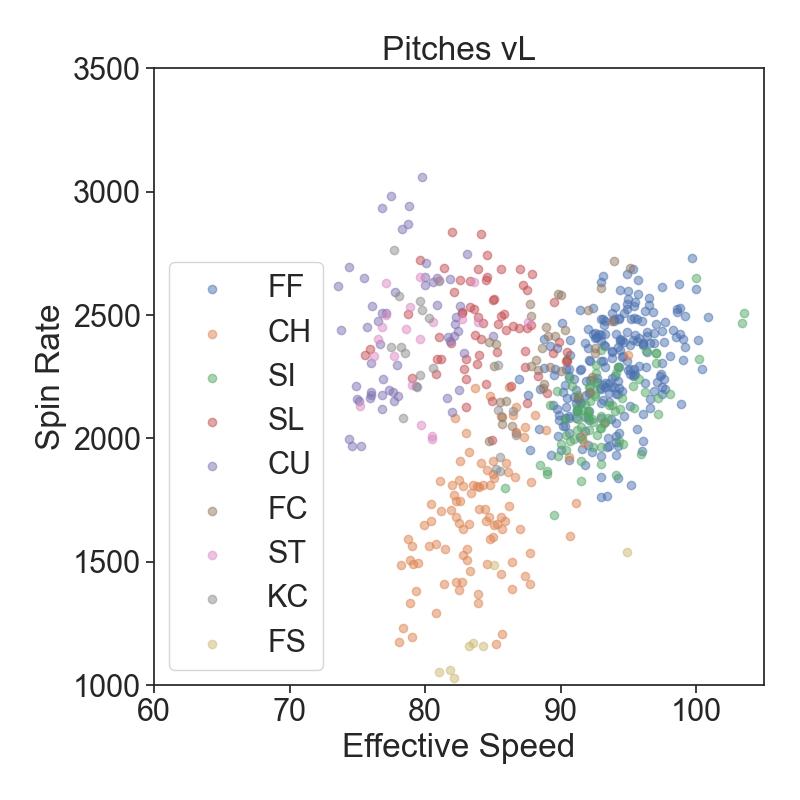 Pitches vL
3500
3000
2500
2000
1500
1000
Spin Rate
FF
CH
SI
SL
CU
FC
ST
KC
FS
60 70 80 90 100
Effective Speed